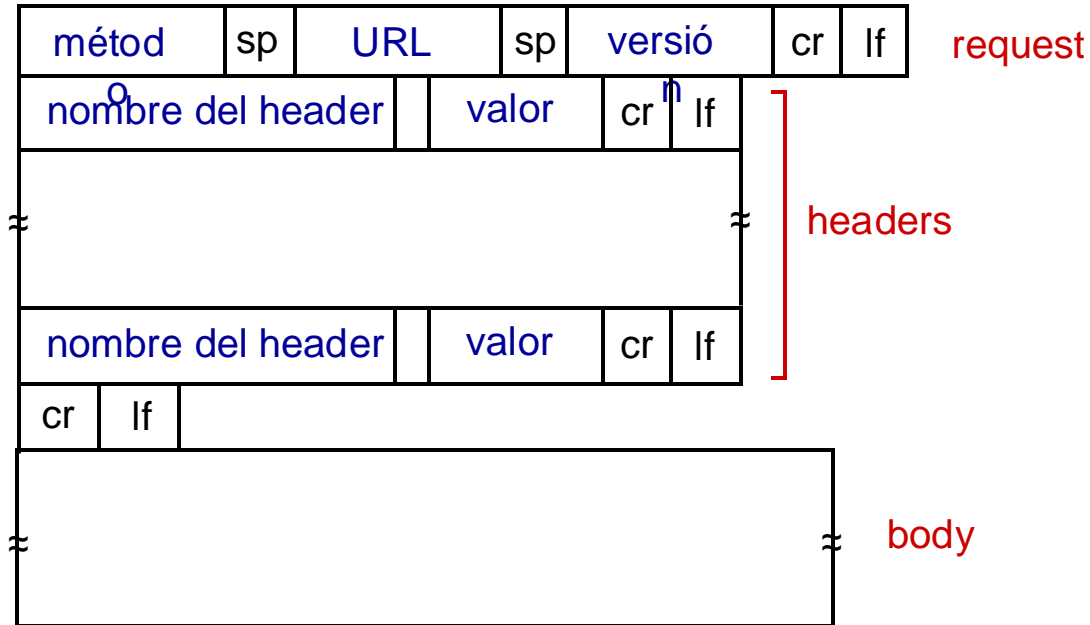 métod sp URL sp versió cr lf request
o n
nombre del header valor cr lf
≈ ≈ headers
nombre del header valor cr lf
cr lf
≈ ≈ body